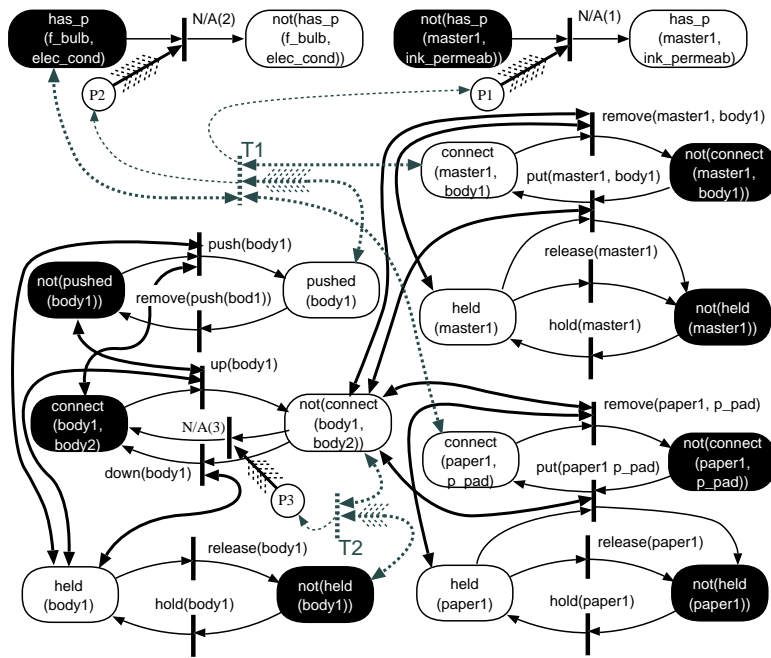 has_p
(f_bulb,
elec_cond)
N/A(2)
not(has_p
(f_bulb,
elec_cond))
not(has_p
(master1,
ink_permeab)
N/A(1)
has_p
(master1,
ink_permeab)
P2
P1
T1
remove(master1, body1)
connect
(master1,
body1)
not(connect
(master1,
body1))
put(master1, body1)
push(body1)
not(pushed
(body1))
pushed
(body1)
remove(push(bod1))
release(master1)
held
(master1)
not(held
(master1))
hold(master1)
up(body1)
connect
(body1,
body2)
N/A(3)
not(connect
(body1,
body2))
down(body1)
P3
T2
remove(paper1, p_pad)
connect
(paper1,
p_pad)
not(connect
(paper1,
p_pad))
put(paper1 p_pad)
release(body1)
held
(body1)
not(held
(body1))
hold(body1)
release(paper1)
held
(paper1)
not(held
(paper1))
hold(paper1)